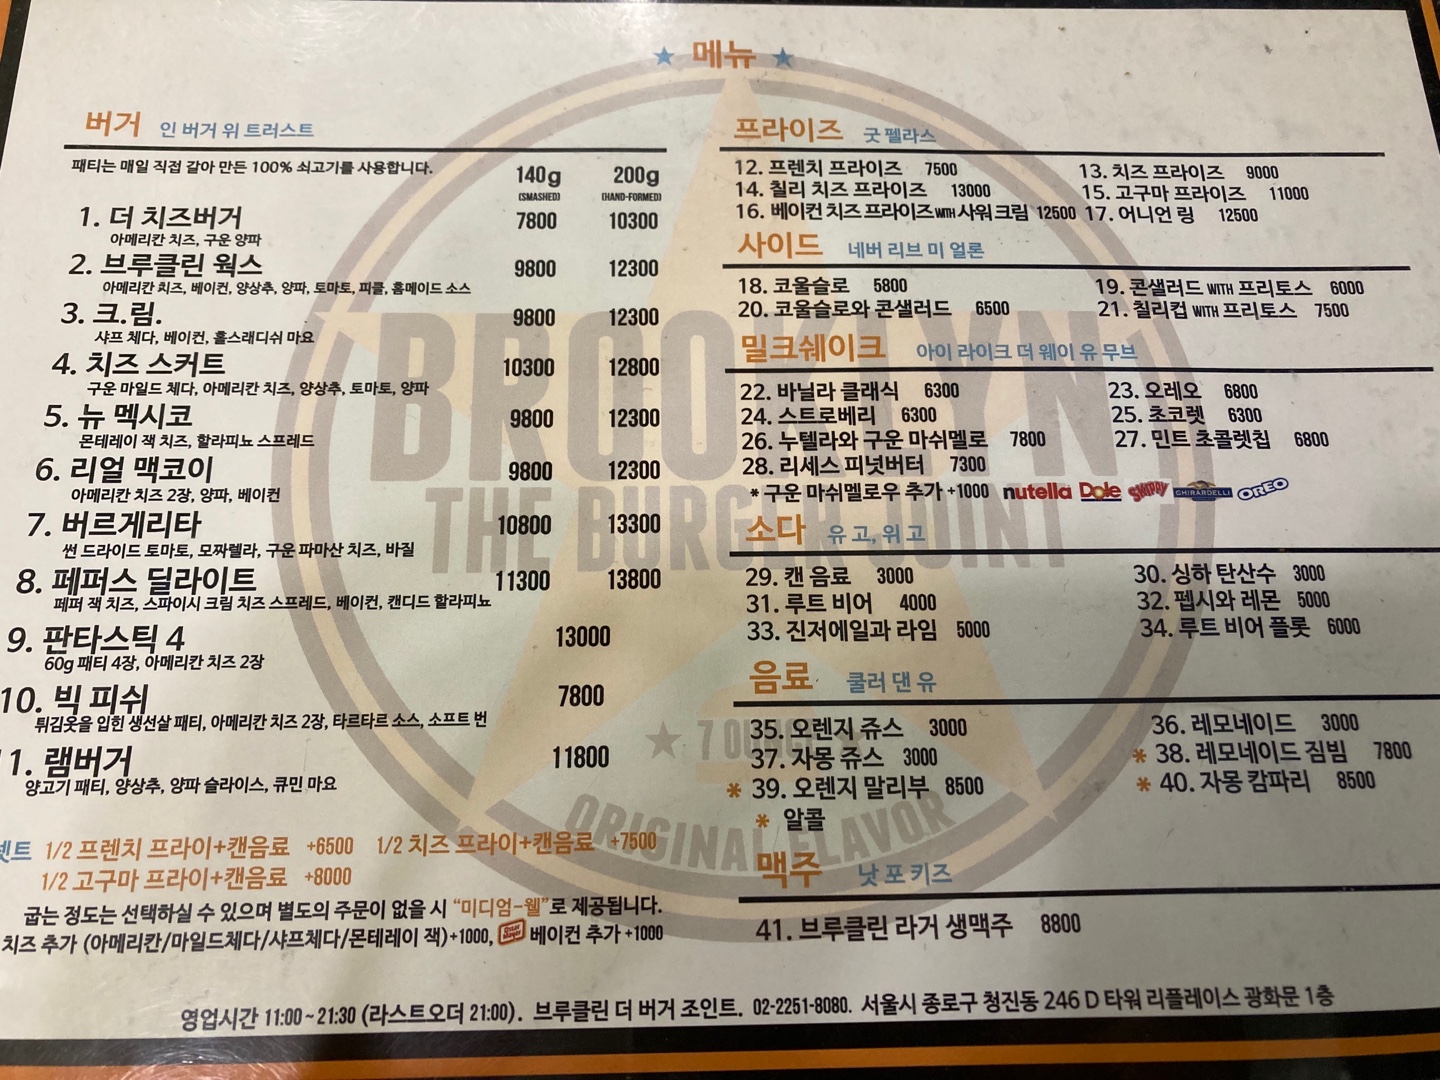 메뉴
버거 인 버거 위 트러스트
패티는 매일 직접 갈아 만든 100% 쇠고기를 사용합니다. 140g 200g
(SMASHED) (HAND-FORMED)
1. 더 치즈버거 7800 10300
아메리칸 치즈, 구운 양파
2. 브루클린 웍스 9800 12300
아메리칸 치즈, 베이컨, 양상추, 양파, 토마토, 피클, 홈메이드 소스
3. 크.림. 9800 12300
샤프 체다, 베이컨, 홀스래디쉬 마요
4. 치즈 스커트 10300 12800
구운 마일드 체다, 아메리칸 치즈, 양상추, 토마토, 양파
5. 뉴 멕시코 9800 12300
몬테레이 잭 치즈, 할라피뇨 스프레드
6. 리얼 맥코이 9800 12300
아메리칸 치즈 2장, 양파, 베이컨
7. 버르게리타 10800 13300
썬 드라이드 토마토, 모짜렐라, 구운 파마산 치즈, 바질
8. 페퍼스 딜라이트 11300 13800
페퍼 잭 치즈, 스파이시 크림 치즈 스프레드, 베이컨, 캔디드 할라피뇨
9. 판타스틱 4 13000
60g 패티 4장, 아메리칸 치즈 2장
10. 빅 피쉬 7800
튀김옷을 입힌 생선살 패티, 아메리칸 치즈 2장, 타르타르 소스, 소프트 번
1. 램버거 11800
양고기 패티, 양상추, 양파 슬라이스, 큐민 마요
1/2 프렌치 프라이+캔음료 +6500 1/2 치즈 프라이+캔음료 +7500
1/2 고구마 프라이+캔음료 +8000
굽는 정도는 선택하실 수 있으며 별도의 주문이 없을 시 "미디엄-웰"로 제공됩니다.
치즈 추가 (아메리칸/마일드체다/샤프체다/몬테레이 잭)+1000, Oscar Mayer 베이컨 추가 +1000
프라이즈 굿 펠라스
12. 프렌치 프라이즈 7500 13. 치즈 프라이즈 9000
14. 칠리 치즈 프라이즈 13000 15. 고구마 프라이즈 11000
16. 베이컨 치즈 프라이즈 WITH 사워 크림 12500 17. 어니언 링 12500
사이드 네버 리브 미 얼론
18. 코울슬로 5800 19. 콘샐러드 WITH 프리토스 6000
20. 코울슬로와 콘샐러드 6500 21. 칠리컵 WITH 프리토스 7500
밀크쉐이크 아이 라이크 더 웨이 유 무브
22. 바닐라 클래식 6300 23. 오레오 6800
24. 스트로베리 6300 25. 초코렛 6300
26. 누텔라와 구운 마쉬멜로 7800 27. 민트 초콜렛칩 6800
28. 리세스 피넛버터 7300
* 구운 마쉬멜로우 추가 +1000 nutella Dole SKIPPY GHIRARDELLI OREO
소다 유 고, 위 고
29. 캔 음료 3000 30. 싱하 탄산수 3000
31. 루트 비어 4000 32. 펩시와 레몬 5000
33. 진저에일과 라임 5000 34. 루트 비어 플롯 6000
음료 쿨러 댄 유
35. 오렌지 쥬스 3000 36. 레모네이드 3000
37. 자몽 쥬스 3000 * 38. 레모네이드 짐빔 7800
* 39. 오렌지 말리부 8500 * 40. 자몽 캄파리 8500
* 알콜
맥주 낫 포 키즈
41. 브루클린 라거 생맥주 8800
BROOKLYN
THE BURGER JOINT
ORIGINAL FLAVOR
영업시간 11:00~21:30 (라스트오더 21:00). 브루클린 더 버거 조인트. 02-2251-8080. 서울시 종로구 청진동 246 D 타워 리플레이스 광화문 1층